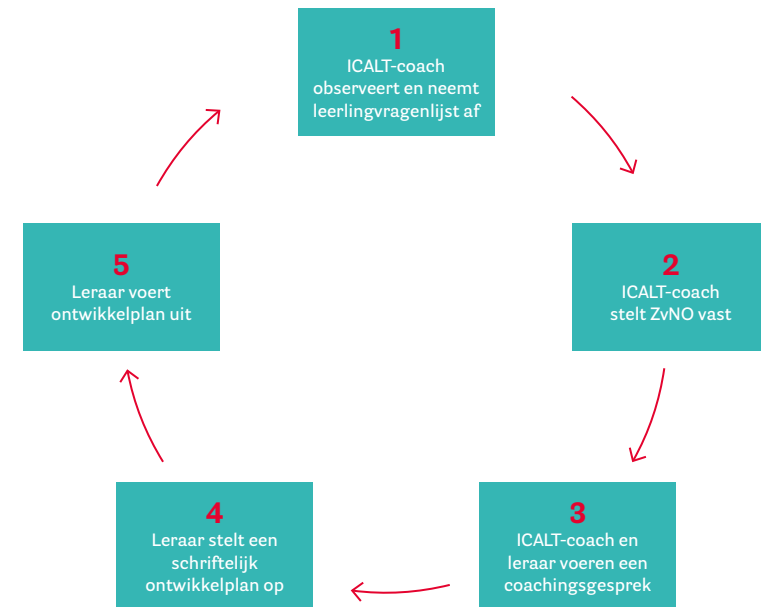 1
ICALT-coach
observeert en neemt
leerlingvragenlijst af
2
ICALT-coach
stelt ZvNO vast
3
ICALT-coach en
leraar voeren een
coachingsgesprek
4
Leraar stelt een
schriftelijk
ontwikkelplan op
5
Leraar voert
ontwikkelplan uit